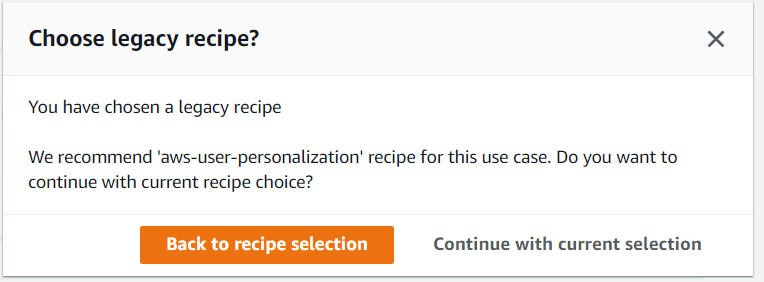 Choose legacy recipe?
You have chosen a legacy recipe
We recommend 'aws-user-personalization' recipe for this use case. Do you want to
continue with current recipe choice?
Back to recipe selection
Continue with current selection